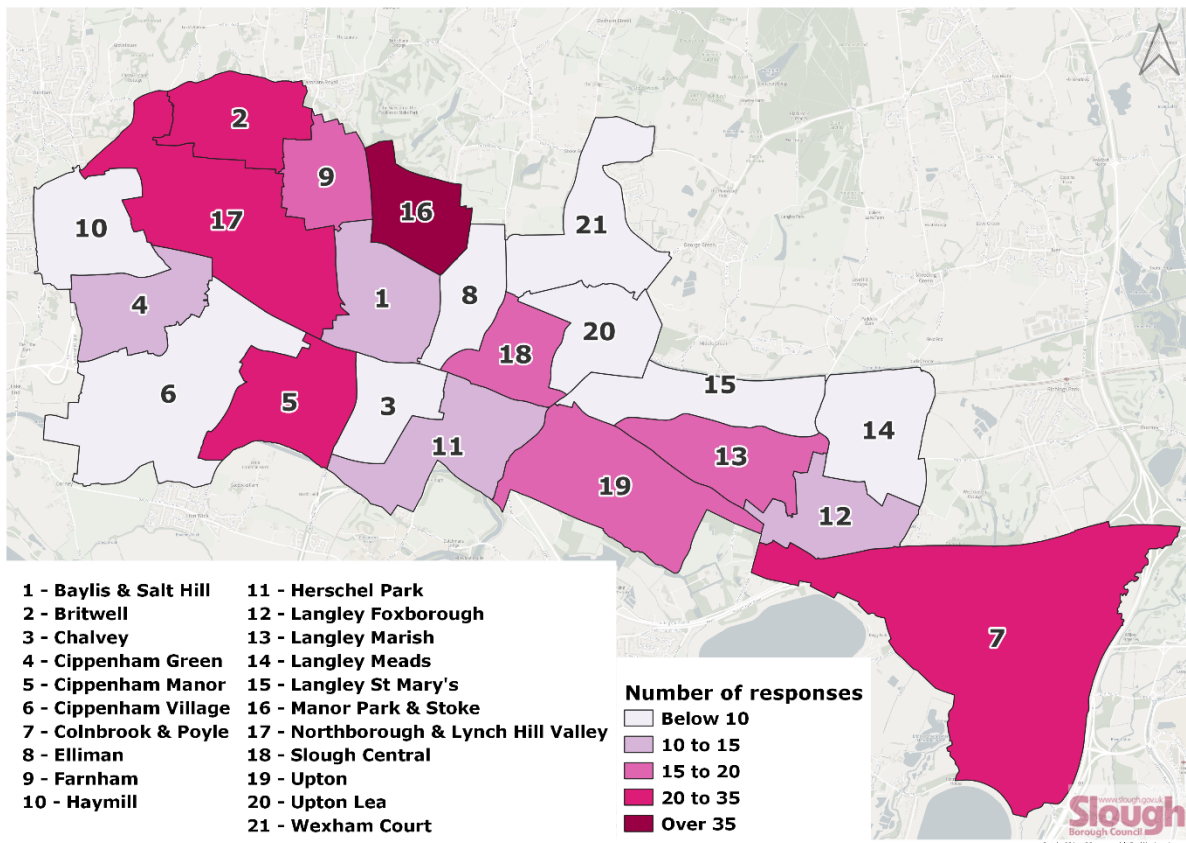 2
9
16
10
17
21
4
1
8
20
18
6
5
3
15
11
13
14
19
12
7
1 - Baylis & Salt Hill
2 - Britwell
3 - Chalvey
4 - Cippenham Green
5 - Cippenham Manor
6 - Cippenham Village
7 - Colnbrook & Poyle
8 - Elliman
9 - Farnham
10 - Haymill
11 - Herschel Park
12 - Langley Foxborough
13 - Langley Marish
14 - Langley Meads
15 - Langley St Mary's
16 - Manor Park & Stoke
17 - Northborough & Lynch Hill Valley
18 - Slough Central
19 - Upton
20 - Upton Lea
21 - Wexham Court
Number of responses
Below 10
10 to 15
15 to 20
20 to 35
Over 35
www.slough.gov.uk
Slough
Borough Council